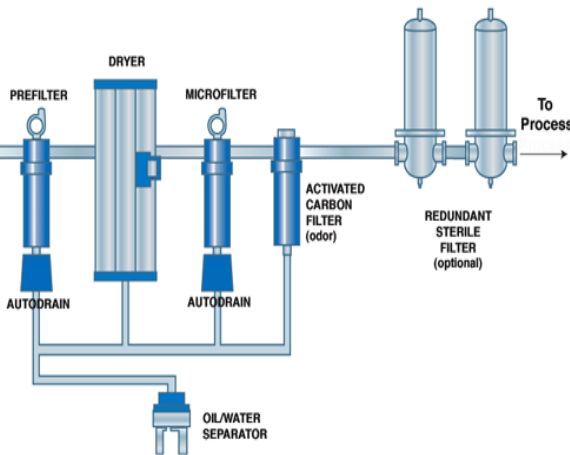 DRYER
PREFILTER
MICROFILTER
To
Process
ACTIVATED
CARBON
FILTER
(odor)
REDUNDANT
STERILE
FILTER
(optional)
AUTODRAIN
AUTODRAIN
OIL/WATER
SEPARATOR